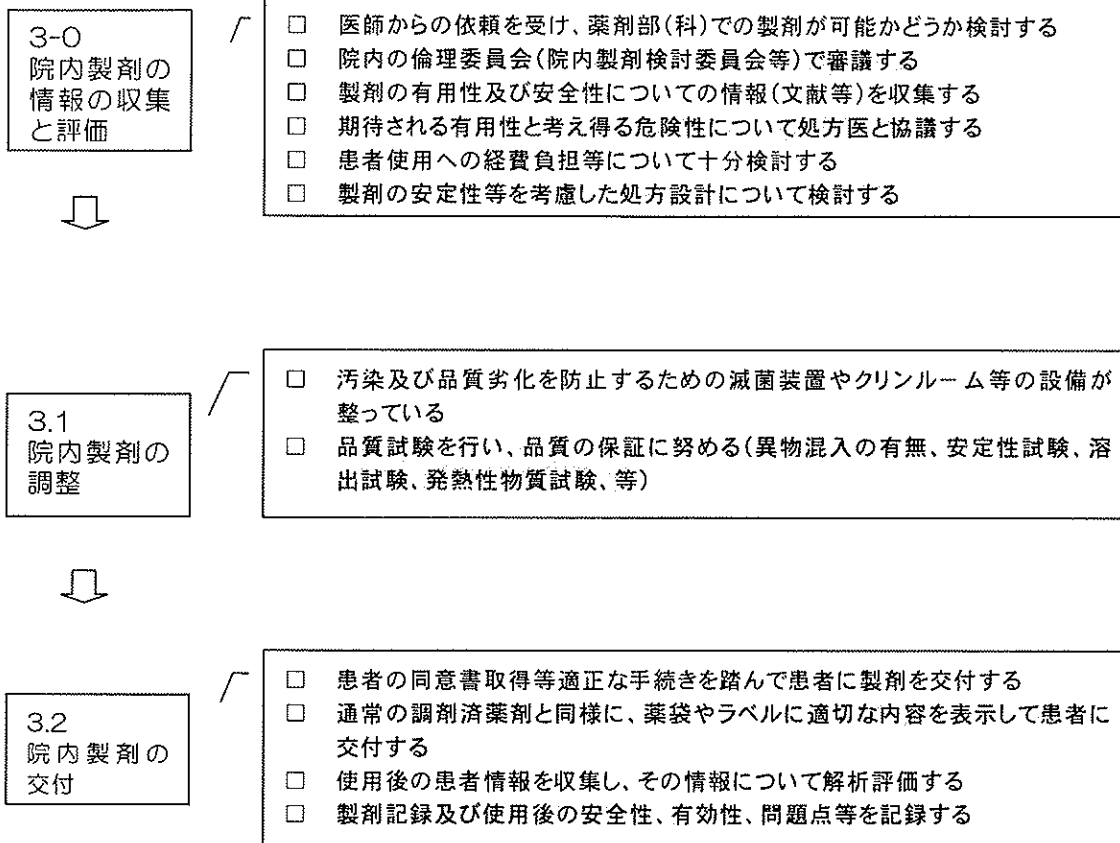 3-0
院内製剤の
情報の収集
と評価
□ 医師からの依頼を受け、薬剤部(科)での製剤が可能かどうか検討する
□ 院内の倫理委員会(院内製剤検討委員会等)で審議する
□ 製剤の有用性及び安全性についての情報(文献等)を収集する
□ 期待される有用性と考え得る危険性について処方医と協議する
□ 患者使用への経費負担等について十分検討する
□ 製剤の安定性等を考慮した処方設計について検討する
3.1
院内製剤の
調整
□ 汚染及び品質劣化を防止するための滅菌装置やクリンルーム等の設備が
整っている
□ 品質試験を行い、品質の保証に努める(異物混入の有無、安定性試験、溶
出試験、発熱性物質試験、等)
3.2
院内製剤の
交付
□ 患者の同意書取得等適正な手続きを踏んで患者に製剤を交付する
□ 通常の調剤済薬剤と同様に、薬袋やラベルに適切な内容を表示して患者に
交付する
□ 使用後の患者情報を収集し、その情報について解析評価する
□ 製剤記録及び使用後の安全性、有効性、問題点等を記録する